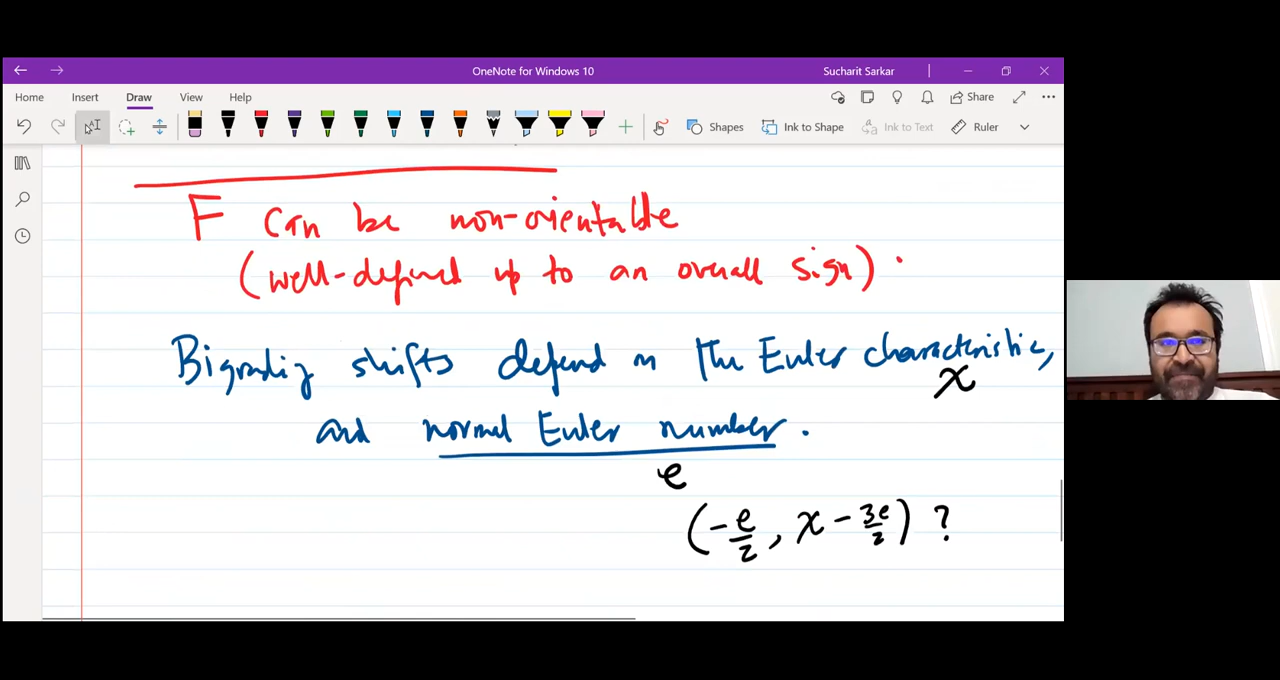 OneNote for Windows 10
Sucharit Sarkar
Home Insert Draw View Help
Share
Shapes Ink to Shape Ink to Text Ruler
F can be non-orientable
(well-defined up to an overall sign).
Bigrading shifts depend on the Euler characteristic,
χ
and normal Euler number.
e
(-e/2, χ - 3e/2) ?